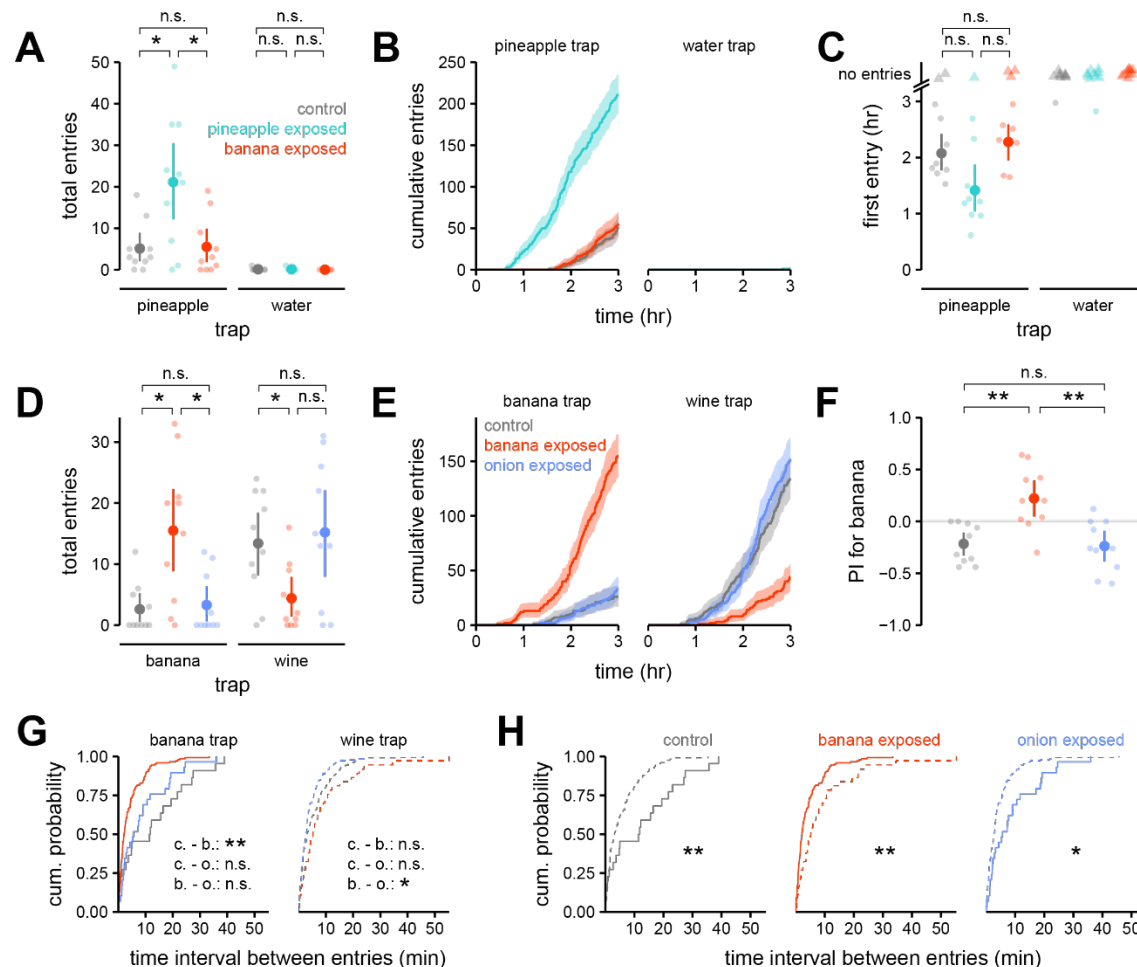 A
n.s.
n.s.
* *
n.s. n.s.
total entries
50
40
30
20
10
0
control
pineapple exposed
banana exposed
pineapple
water
trap
B
pineapple trap
water trap
cumulative entries
250
200
150
100
50
0
0 1 2 3
0 1 2 3
time (hr)
C
n.s.
n.s. n.s.
no entries
first entry (hr)
3
2
1
0
pineapple
water
trap
D
n.s.
n.s.
* *
* n.s.
total entries
30
20
10
0
banana
wine
trap
E
banana trap
wine trap
control
banana exposed
onion exposed
cumulative entries
150
100
50
0
0 1 2 3
0 1 2 3
time (hr)
F
n.s.
** **
PI for banana
1.0
0.5
0.0
−0.5
−1.0
G
banana trap
wine trap
cum. probability
1.00
0.75
0.50
0.25
0.00
c. - b.: **
c. - o.: n.s.
b. - o.: n.s.
c. - b.: n.s.
c. - o.: n.s.
b. - o.: *
10 20 30 40 50
10 20 30 40 50
time interval between entries (min)
H
control
banana exposed
onion exposed
cum. probability
1.00
0.75
0.50
0.25
0.00
**
**
*
10 20 30 40 50
10 20 30 40 50
10 20 30 40 50
time interval between entries (min)